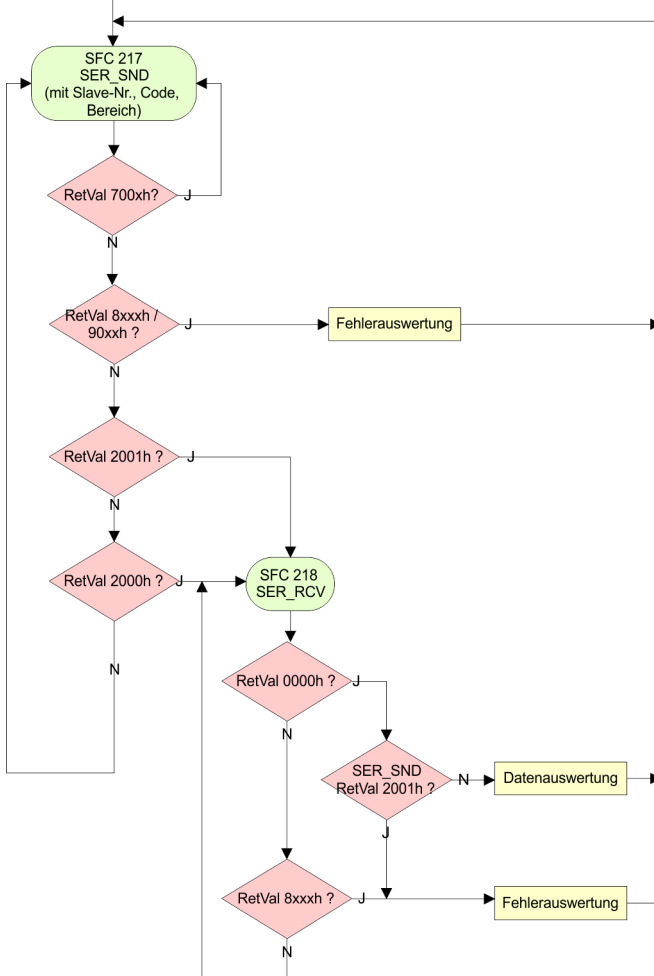 SFC 217
SER_SND
(mit Slave-Nr., Code,
Bereich)
RetVal 700xh?
J
N
RetVal 8xxxh /
90xxh ?
J
Fehlerauswertung
N
RetVal 2001h ?
J
N
RetVal 2000h ?
J
SFC 218
SER_RCV
N
RetVal 0000h ?
J
N
SER_SND
RetVal 2001h ?
N
Datenauswertung
J
RetVal 8xxxh ?
J
Fehlerauswertung
N